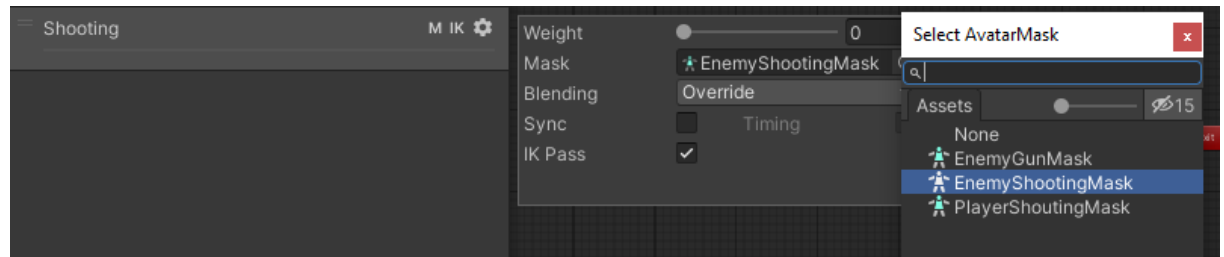 Shooting M IK
Weight 0
Mask EnemyShootingMask
Blending Override
Sync Timing
IK Pass
Select AvatarMask x
Assets 15
None
EnemyGunMask
EnemyShootingMask
PlayerShoutingMask